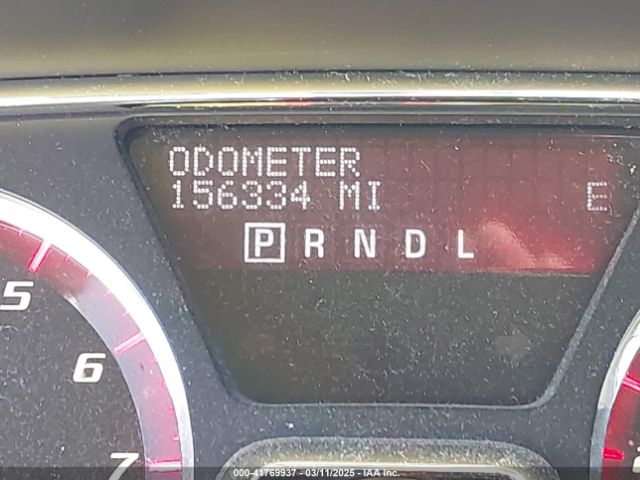 ODOMETER
156334 MI E
P R N D L
5
6
7
000-41769937 - 03/11/2025 - IAA Inc.